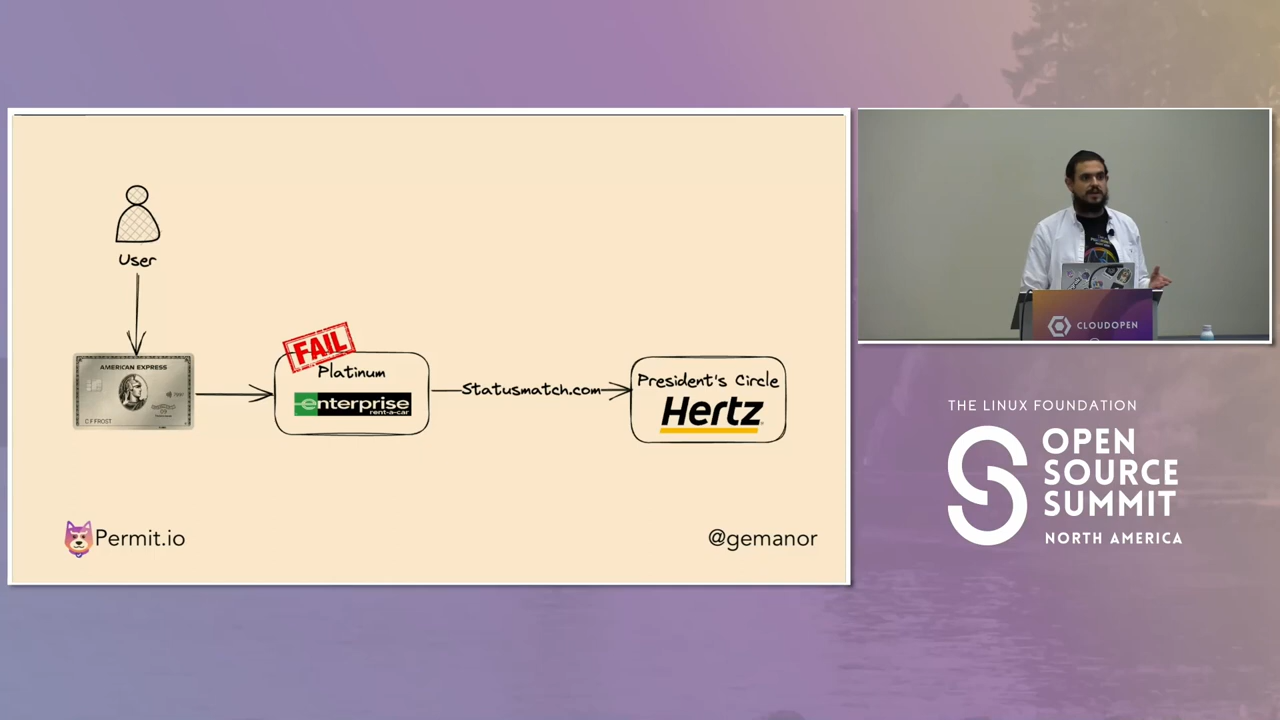 User
AMERICAN EXPRESS
C F FROST
FAIL
Platinum
enterprise
rent-a-car
Statusmatch.com
President's Circle
Hertz
Permit.io
@gemanor
CLOUDOPEN
THE LINUX FOUNDATION
OPEN
SOURCE
SUMMIT
NORTH AMERICA